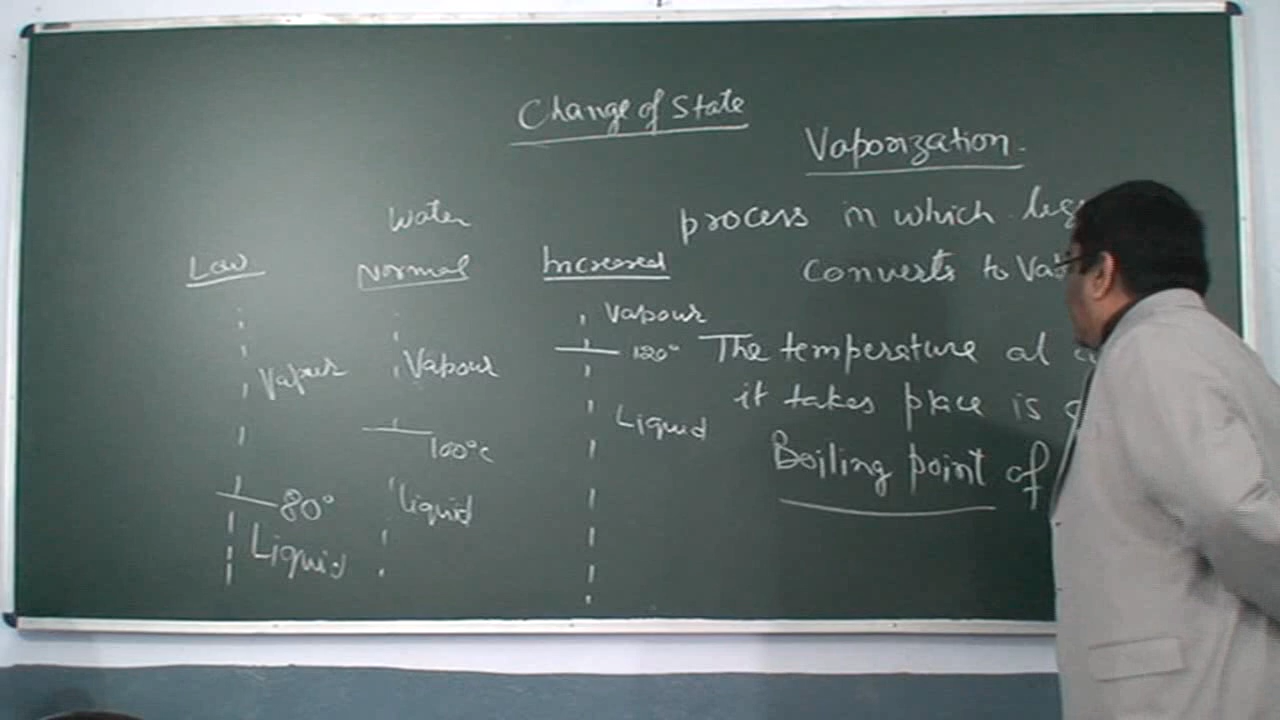 Change of State
Vaporization.
process in which
converts to
The temperature at
it takes place is
Boiling point of
Water
Low
Normal
Increased
Vapour
120°
Liquid
Vapour
100°C
liquid
Vapour
80°
Liquid